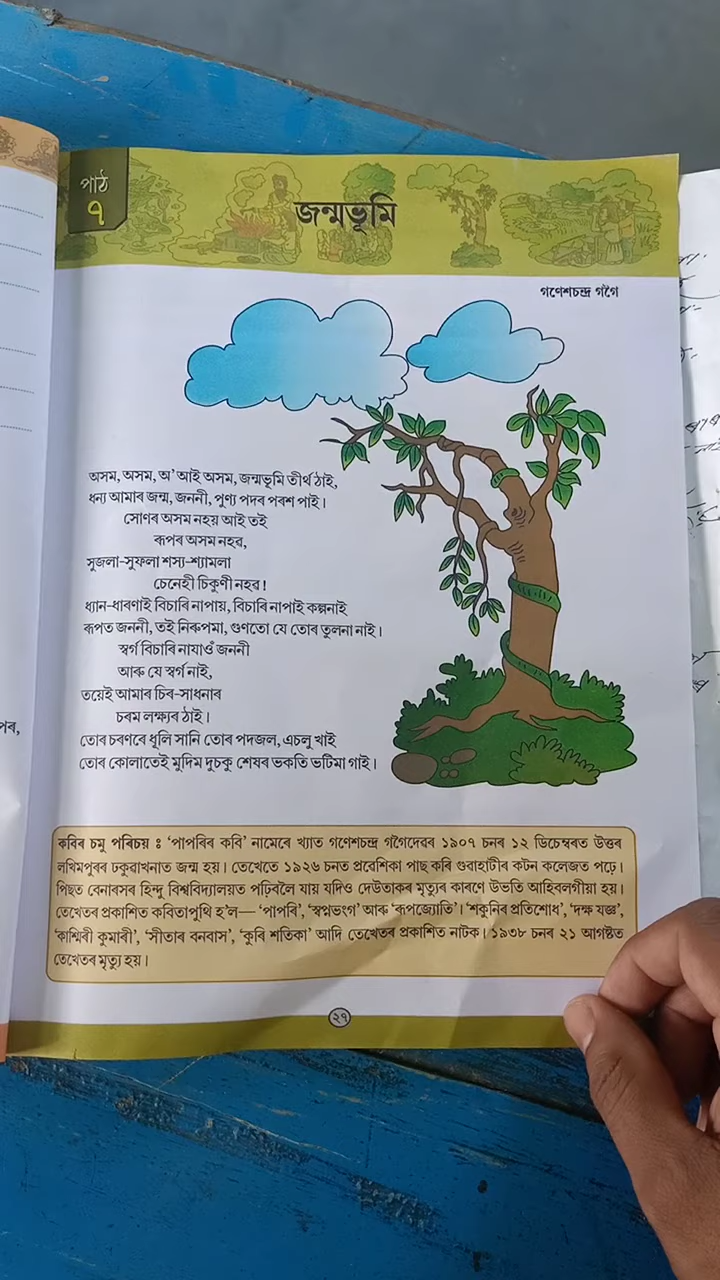 পাঠ
৭
জন্মভূমি
গণেশচন্দ্ৰ গগৈ
অসম, অসম, অ' আই অসম, জন্মভূমি তীৰ্থ ঠাই,
ধন্য আমাৰ জন্ম, জননী, পুণ্য পদৰ পৰশ পাই।
সোণৰ অসম নহয় আই তই
ৰূপৰ অসম নহৱ,
সুজলা-সুফলা শস্য-শ্যামলা
চেনেহী চিকুণী নহৱ!
ধ্যান-ধাৰণাই বিচাৰি নাপায়, বিচাৰি নাপাই কল্পনাই
ৰূপত জননী, তই নিৰুপমা, গুণতো যে তোৰ তুলনা নাই।
স্বৰ্গ বিচাৰি নাযাওঁ জননী
আৰু যে স্বৰ্গ নাই,
তয়েই আমাৰ চিৰ-সাধনাৰ
চৰম লক্ষ্যৰ ঠাই।
তোৰ চৰণৰে ধূলি সানি তোৰ পদজল, এচলু খাই
তোৰ কোলাতেই মুদিম দুচকু শেষৰ ভকতি ভটিমা গাই।
কবিৰ চমু পৰিচয় ঃ 'পাপৰিৰ কবি' নামেৰে খ্যাত গণেশচন্দ্ৰ গগৈদেৱৰ ১৯০৭ চনৰ ১২ ডিচেম্বৰত উত্তৰ
লখিমপুৰৰ ঢকুৱাখনাত জন্ম হয়। তেখেতে ১৯২৬ চনত প্ৰবেশিকা পাছ কৰি গুৱাহাটীৰ কটন কলেজত পঢ়ে।
পিছত বেনাৰসৰ হিন্দু বিশ্ববিদ্যালয়ত পঢ়িবলৈ যায় যদিও দেউতাকৰ মৃত্যুৰ কাৰণে উভতি আহিবলগীয়া হয়।
তেখেতৰ প্ৰকাশিত কবিতাপুথি হ'ল— 'পাপৰি', 'স্বপ্নভংগ' আৰু 'ৰূপজ্যোতি'। 'শকুনিৰ প্ৰতিশোধ', 'দক্ষ যজ্ঞ',
'কাশ্মিৰী কুমাৰী', 'সীতাৰ বনবাস', 'কুৰি শতিকা' আদি তেখেতৰ প্ৰকাশিত নাটক। ১৯৩৮ চনৰ ২১ আগষ্টত
তেখেতৰ মৃত্যু হয়।
২৭